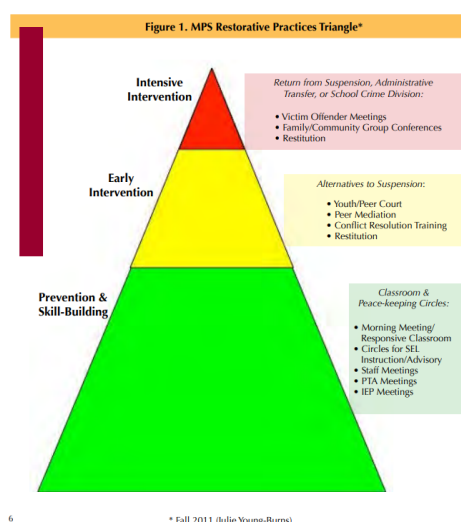 Figure 1. MPS Restorative Practices Triangle*
Intensive
Intervention
Return from Suspension, Administrative
Transfer, or School Crime Division:
• Victim Offender Meetings
• Family/Community Group Conferences
• Restitution
Early
Intervention
Alternatives to Suspension:
• Youth/Peer Court
• Peer Mediation
• Conflict Resolution Training
• Restitution
Prevention &
Skill-Building
Classroom &
Peace-keeping Circles:
• Morning Meeting/
Responsive Classroom
• Circles for SEL
Instruction/Advisory
• Staff Meetings
• PTA Meetings
• IEP Meetings
6
* Fall 2011 (Julie Young-Burns)